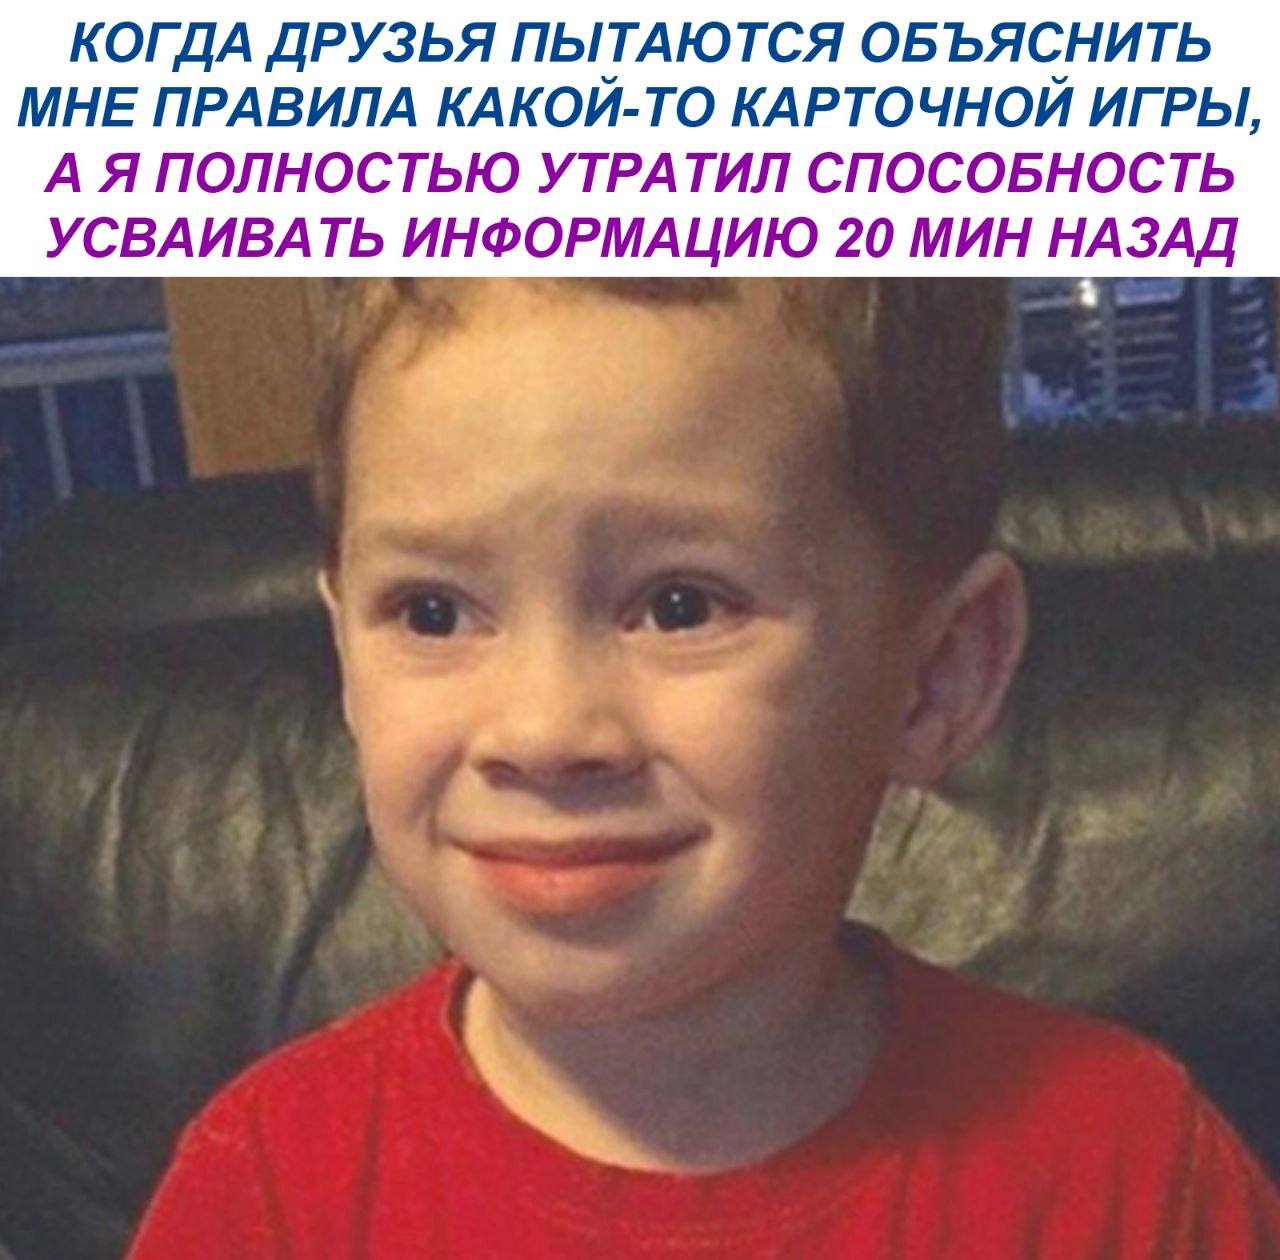 КОГДА ДРУЗЬЯ ПЫТАЮТСЯ ОБЪЯСНИТЬ
МНЕ ПРАВИЛА КАКОЙ-ТО КАРТОЧНОЙ ИГРЫ,
А Я ПОЛНОСТЬЮ УТРАТИЛ СПОСОБНОСТЬ
УСВАИВАТЬ ИНФОРМАЦИЮ 20 МИН НАЗАД